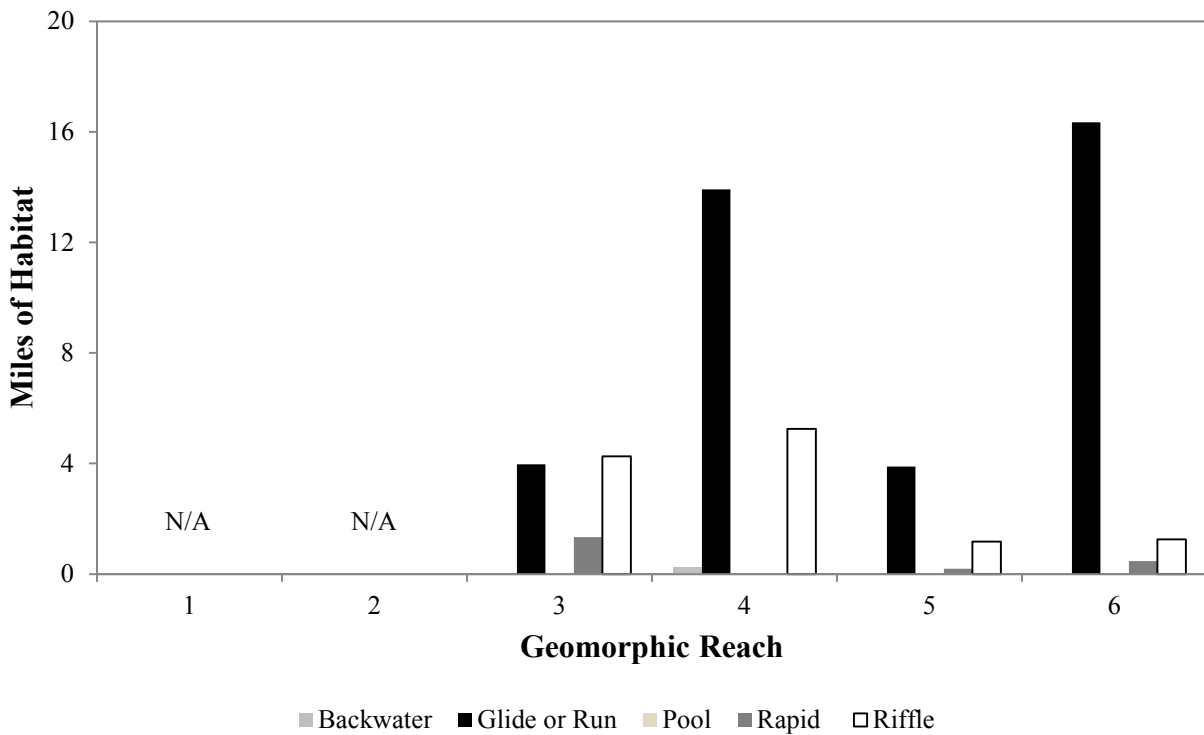 20
16
12
8
4
0
Miles of Habitat
N/A
N/A
1 2 3 4 5 6
Geomorphic Reach
Backwater Glide or Run Pool Rapid Riffle